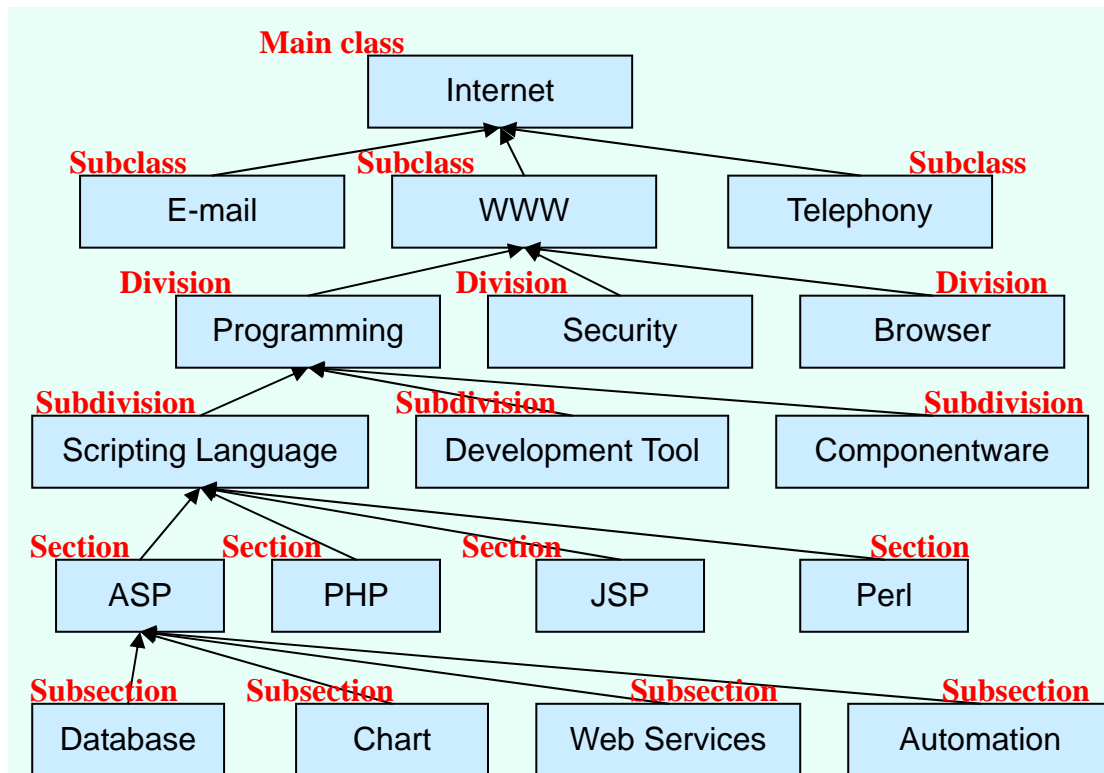 Main class
Internet
Subclass Subclass Subclass
E-mail WWW Telephony
Division Division Division
Programming Security Browser
Subdivision Subdivision Subdivision
Scripting Language Development Tool Componentware
Section Section Section Section
ASP PHP JSP Perl
Subsection Subsection Subsection Subsection
Database Chart Web Services Automation